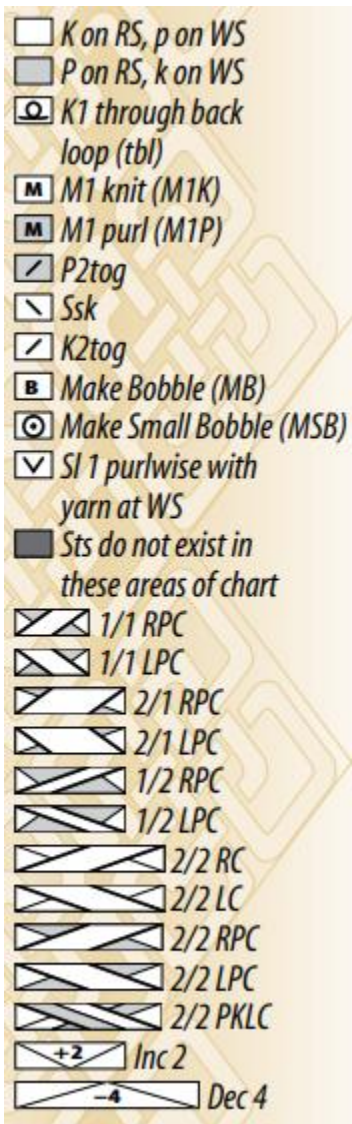 K on RS, p on WS
P on RS, k on WS
K1 through back
loop (tbl)
M M1 knit (M1K)
M M1 purl (M1P)
P2tog
Ssk
K2tog
B Make Bobble (MB)
Make Small Bobble (MSB)
Sl 1 purlwise with
yarn at WS
Sts do not exist in
these areas of chart
1/1 RPC
1/1 LPC
2/1 RPC
2/1 LPC
1/2 RPC
1/2 LPC
2/2 RC
2/2 LC
2/2 RPC
2/2 LPC
2/2 PKLC
+2 Inc 2
-4 Dec 4